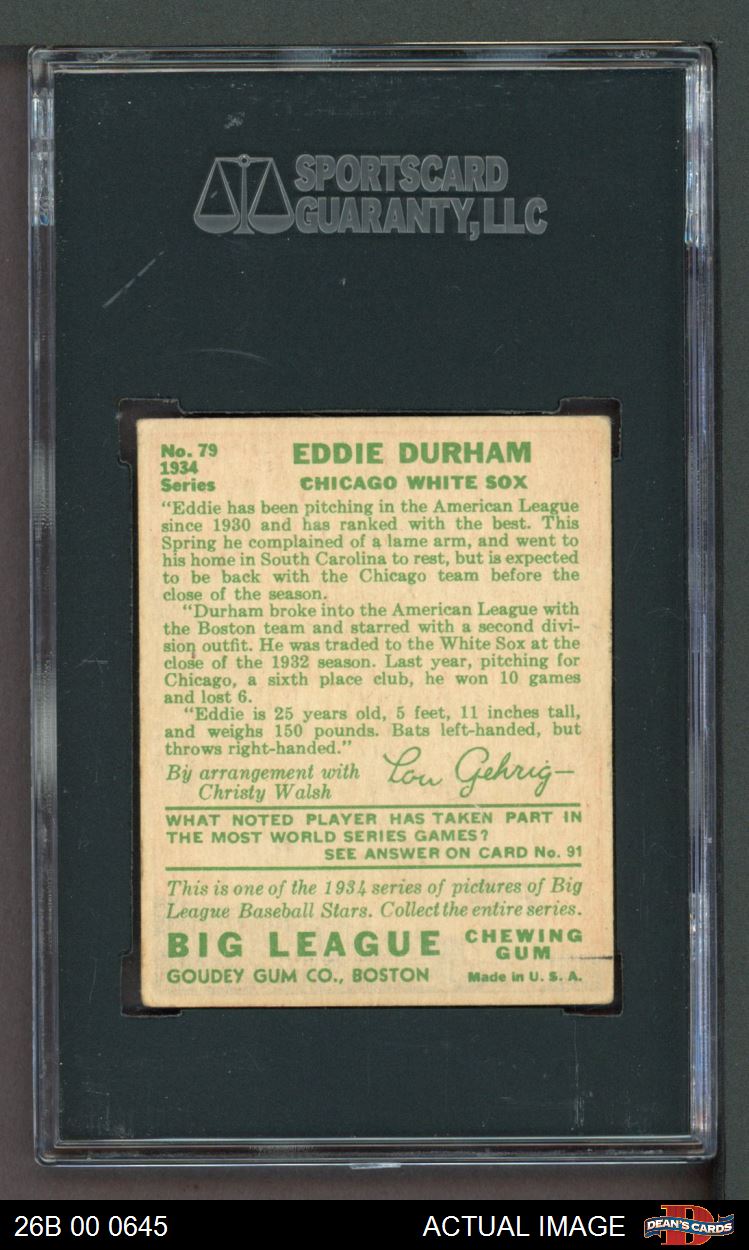 SPORTSCARD
GUARANTY, LLC
No. 79
1934
Series
EDDIE DURHAM
CHICAGO WHITE SOX
"Eddie has been pitching in the American League
since 1930 and has ranked with the best. This
Spring he complained of a lame arm, and went to
his home in South Carolina to rest, but is expected
to be back with the Chicago team before the
close of the season.
"Durham broke into the American League with
the Boston team and starred with a second divi-
sion outfit. He was traded to the White Sox at the
close of the 1932 season. Last year, pitching for
Chicago, a sixth place club, he won 10 games
and lost 6.
"Eddie is 25 years old, 5 feet, 11 inches tall,
and weighs 150 pounds. Bats left-handed, but
throws right-handed."
By arrangement with
Christy Walsh
Lou Gehrig
WHAT NOTED PLAYER HAS TAKEN PART IN
THE MOST WORLD SERIES GAMES?
SEE ANSWER ON CARD No. 91
This is one of the 1934 series of pictures of Big
League Baseball Stars. Collect the entire series.
BIG LEAGUE CHEWING GUM
GOUDEY GUM CO., BOSTON Made in U. S. A.
26B 00 0645
ACTUAL IMAGE
DEAN'S CARDS